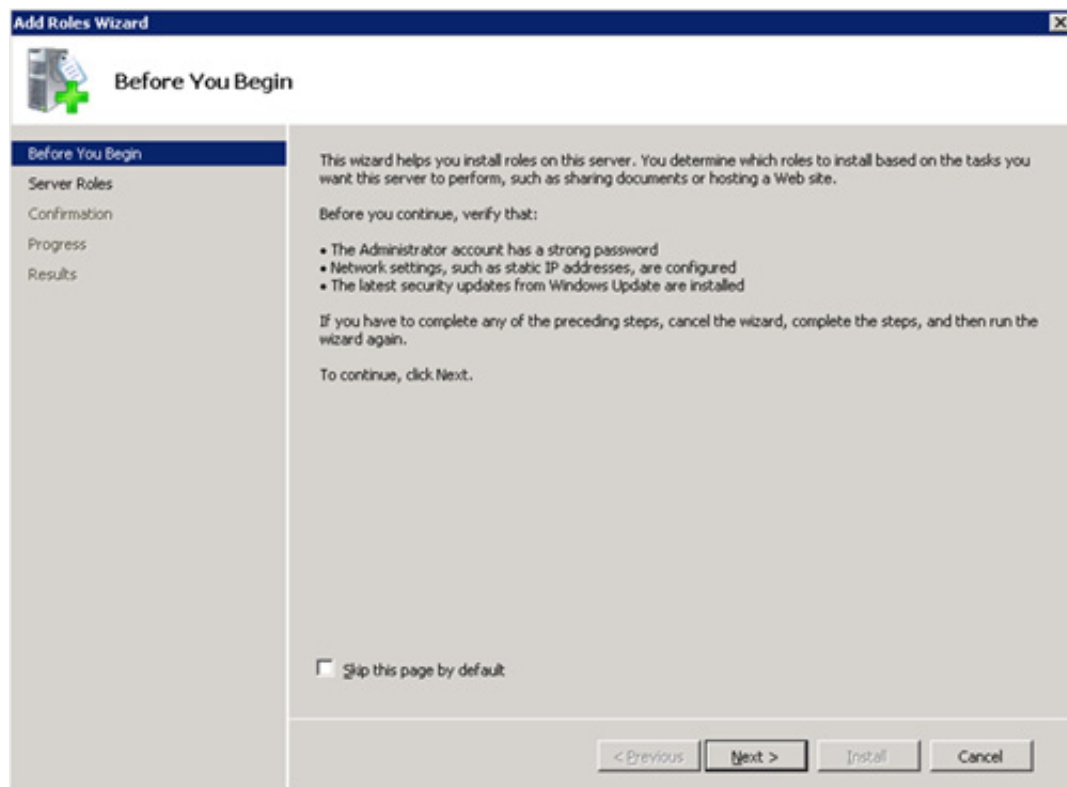 Add Roles Wizard
Before You Begin
Before You Begin
Server Roles
Confirmation
Progress
Results
This wizard helps you install roles on this server. You determine which roles to install based on the tasks you
want this server to perform, such as sharing documents or hosting a Web site.
Before you continue, verify that:
• The Administrator account has a strong password
• Network settings, such as static IP addresses, are configured
• The latest security updates from Windows Update are installed
If you have to complete any of the preceding steps, cancel the wizard, complete the steps, and then run the
wizard again.
To continue, click Next.
Skip this page by default
< Previous Next > Install Cancel